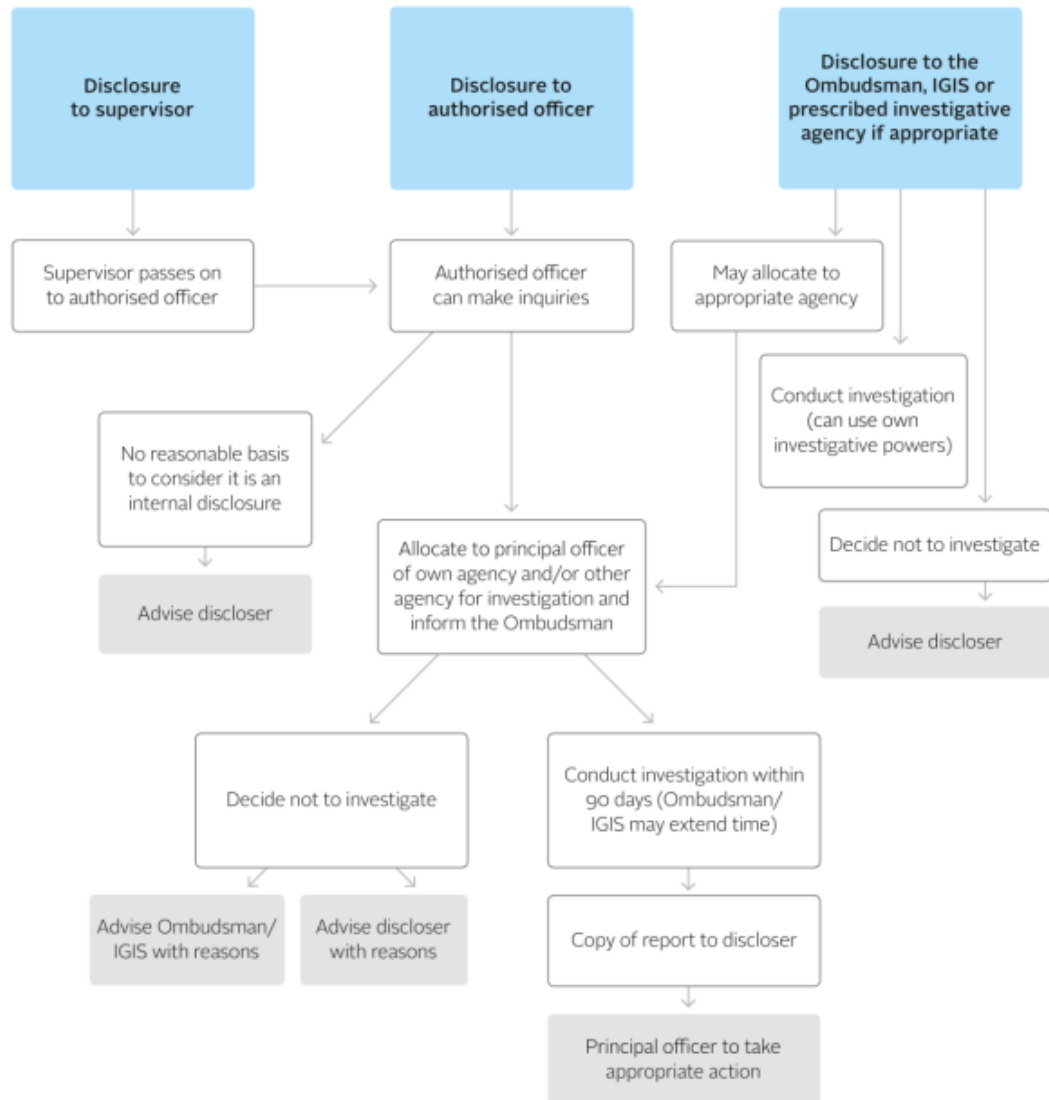 Disclosure
to supervisor
Disclosure to
authorised officer
Disclosure to the
Ombudsman, IGIS or
prescribed investigative
agency if appropriate
Supervisor passes on
to authorised officer
Authorised officer
can make inquiries
May allocate to
appropriate agency
Conduct investigation
(can use own
investigative powers)
No reasonable basis
to consider it is an
internal disclosure
Allocate to principal officer
of own agency and/or other
agency for investigation and
inform the Ombudsman
Decide not to investigate
Advise discloser
Advise discloser
Decide not to investigate
Conduct investigation within
90 days (Ombudsman/
IGIS may extend time)
Advise Ombudsman/
IGIS with reasons
Advise discloser
with reasons
Copy of report to discloser
Principal officer to take
appropriate action